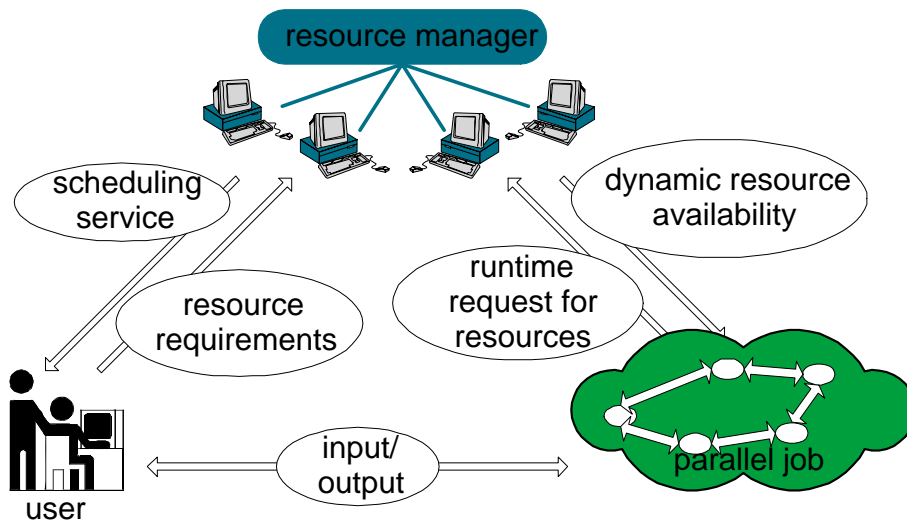 resource manager
scheduling
service
dynamic resource
availability
resource
requirements
runtime
request for
resources
input/
output
parallel job
user